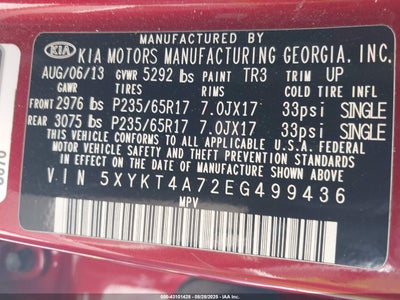 KIA KIA MOTORS MANUFACTURING GEORGIA, INC.
AUG/06/13 GVWR 5292 lbs PAINT TR3 TRIM UP
GAWR TIRES RIMS COLD TIRE INFL
FRONT 2976 lbs P235/65R17 7.0JX17 33psi SINGLE
REAR 3075 lbs P235/65R17 7.0JX17 33psi SINGLE
THIS VEHICLE CONFORMS TO ALL APPLICABLE FEDERAL
MOTOR VEHICLE SAFETY AND THEFT PREVENTION STANDARDS
IN EFFECT ON THE DATE OF MANUFACTURE SHOWN ABOVE.
VIN 5XYKT4A72EG499436
MPV